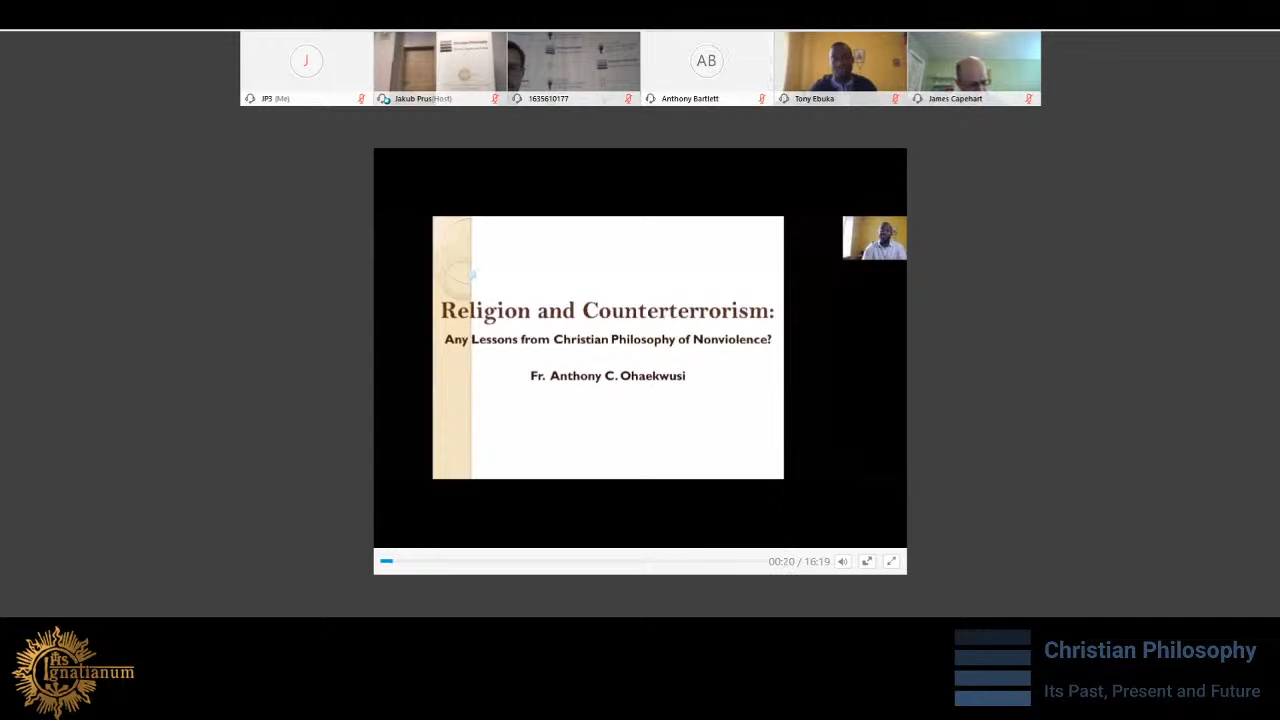 J
AB
JP3 (Me)
Jakub Prus(Host)
1635610177
Anthony Bartlett
Tony Ebuka
James Capehart
Religion and Counterterrorism:
Any Lessons from Christian Philosophy of Nonviolence?
Fr. Anthony C. Ohaekwusi
00:20 / 16:19
IHS
Ignatianum
Christian Philosophy
Its Past, Present and Future